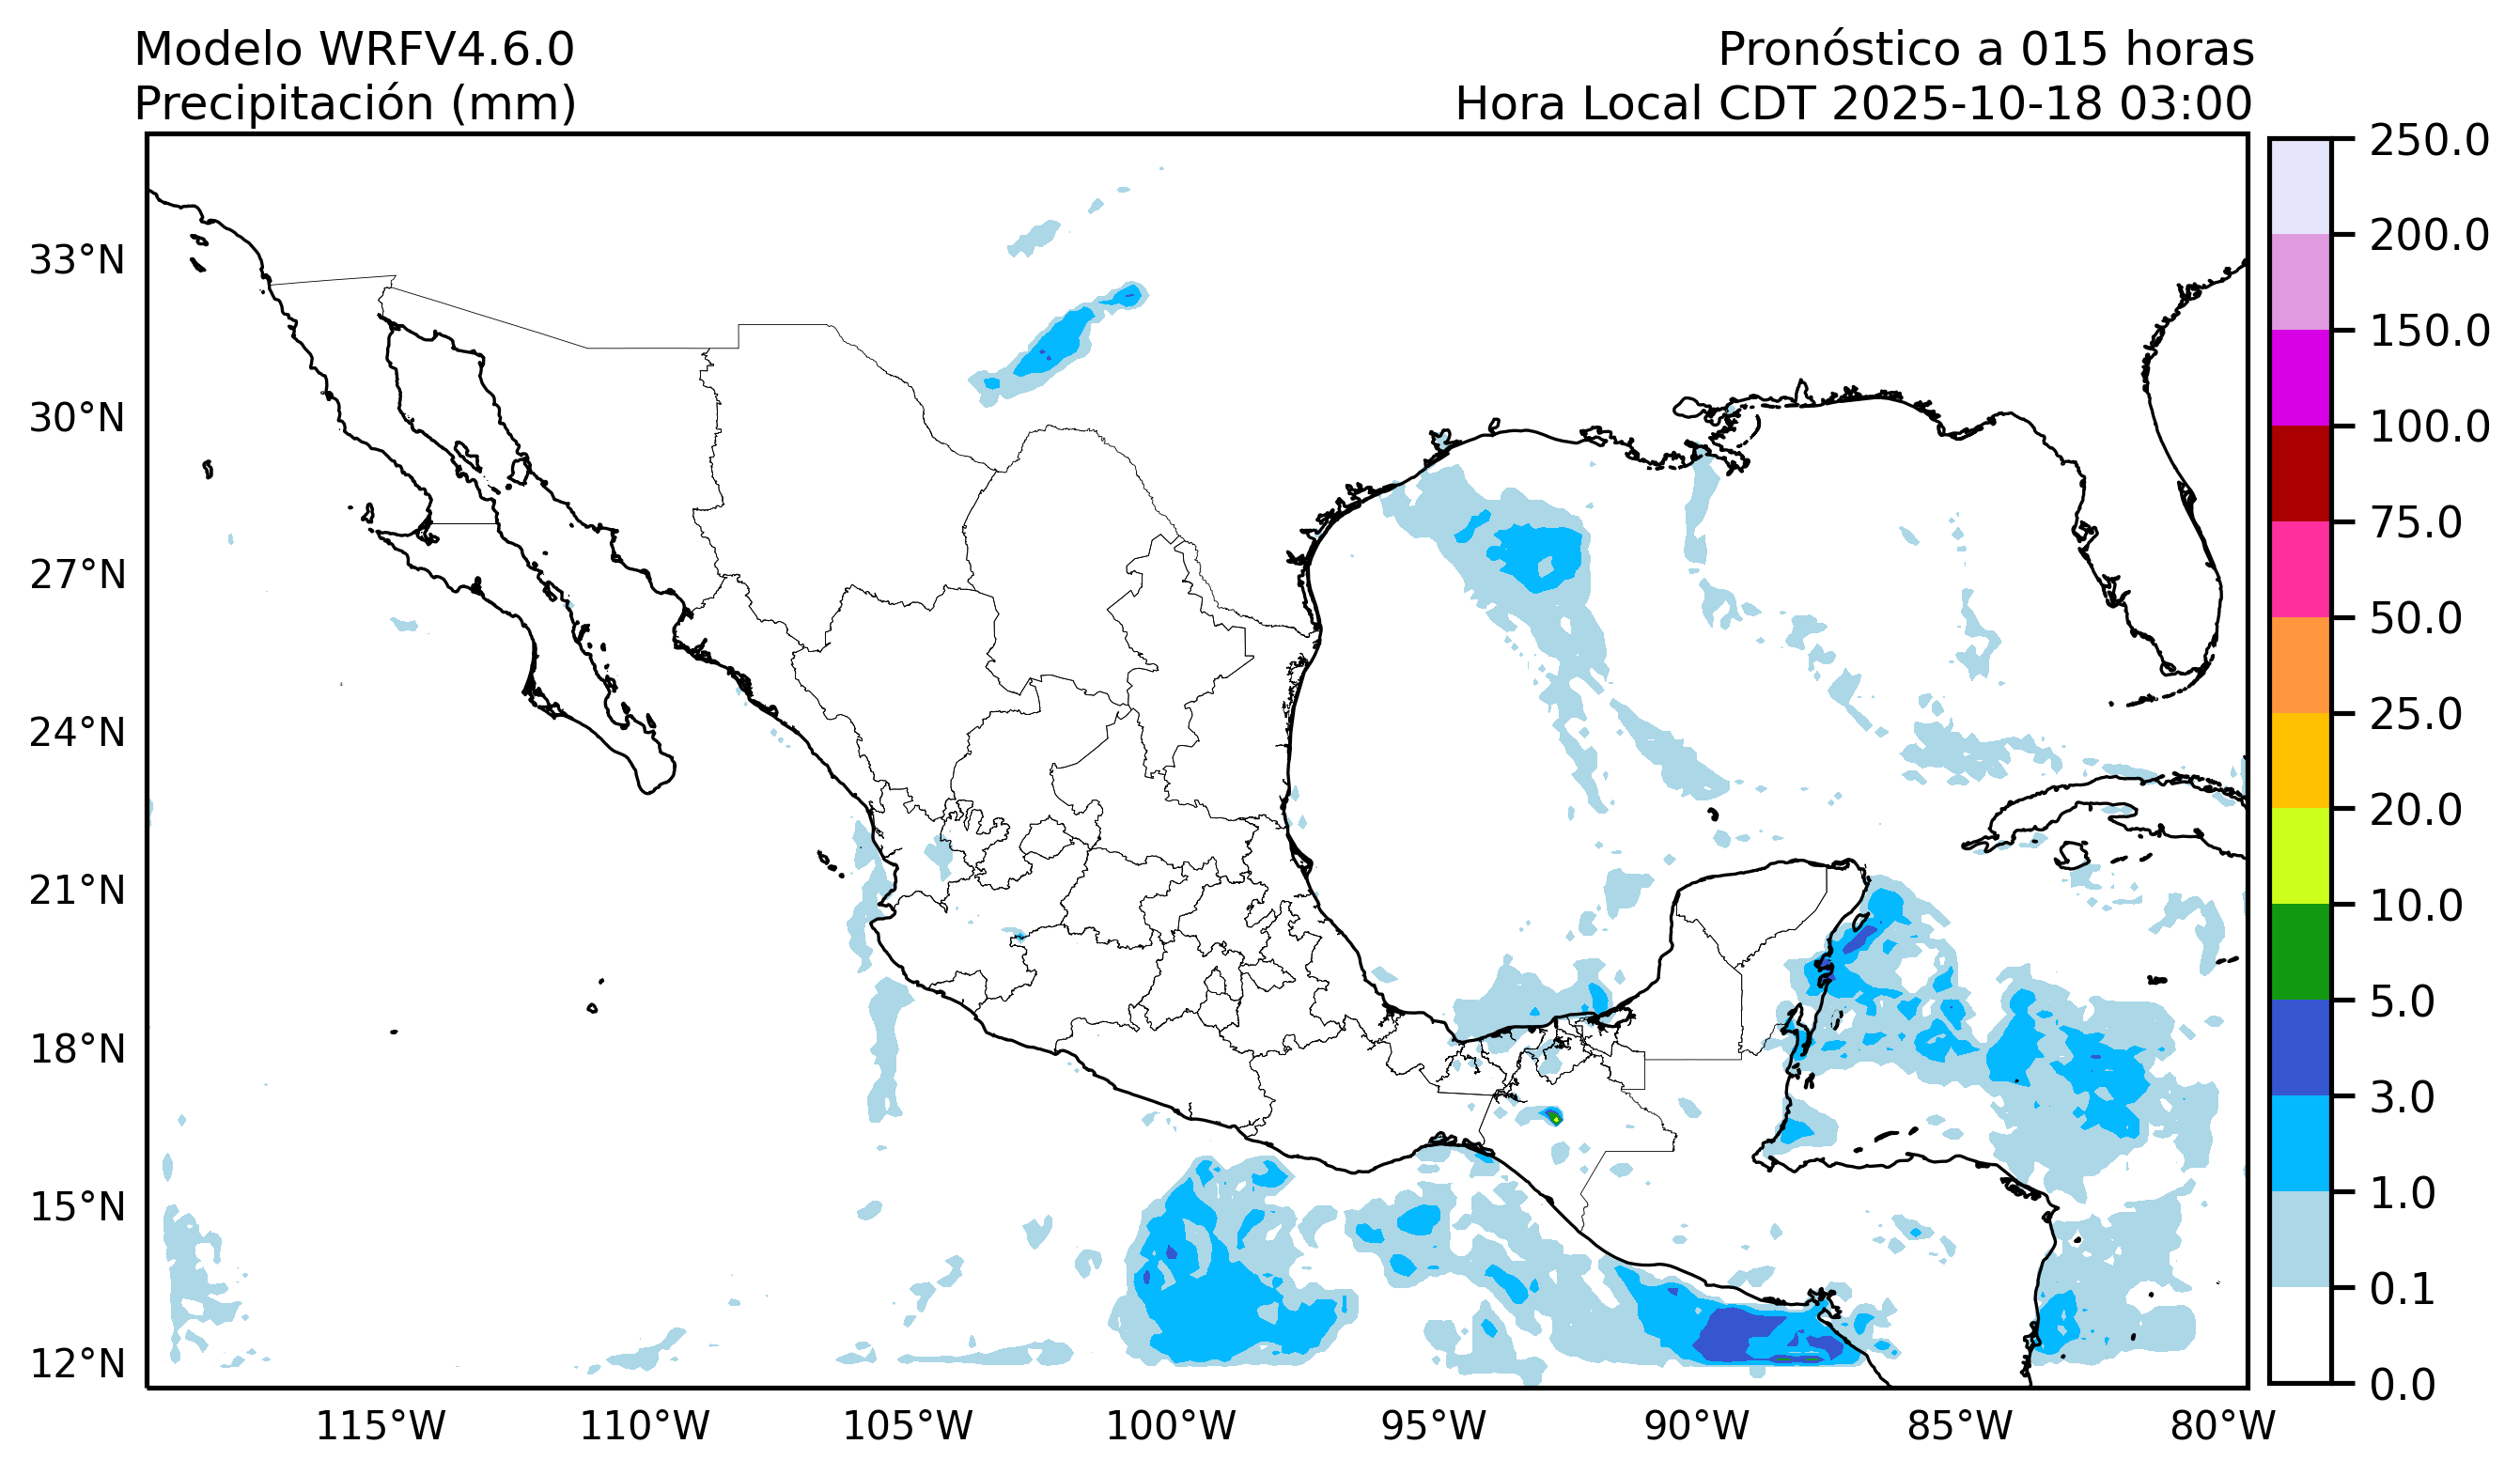 Modelo WRFV4.6.0
Precipitación (mm)
Pronóstico a 015 horas
Hora Local CDT 2025-10-18 03:00
33°N
30°N
27°N
24°N
21°N
18°N
15°N
12°N
115°W
110°W
105°W
100°W
95°W
90°W
85°W
80°W
250.0
200.0
150.0
100.0
75.0
50.0
25.0
20.0
10.0
5.0
3.0
1.0
0.1
0.0